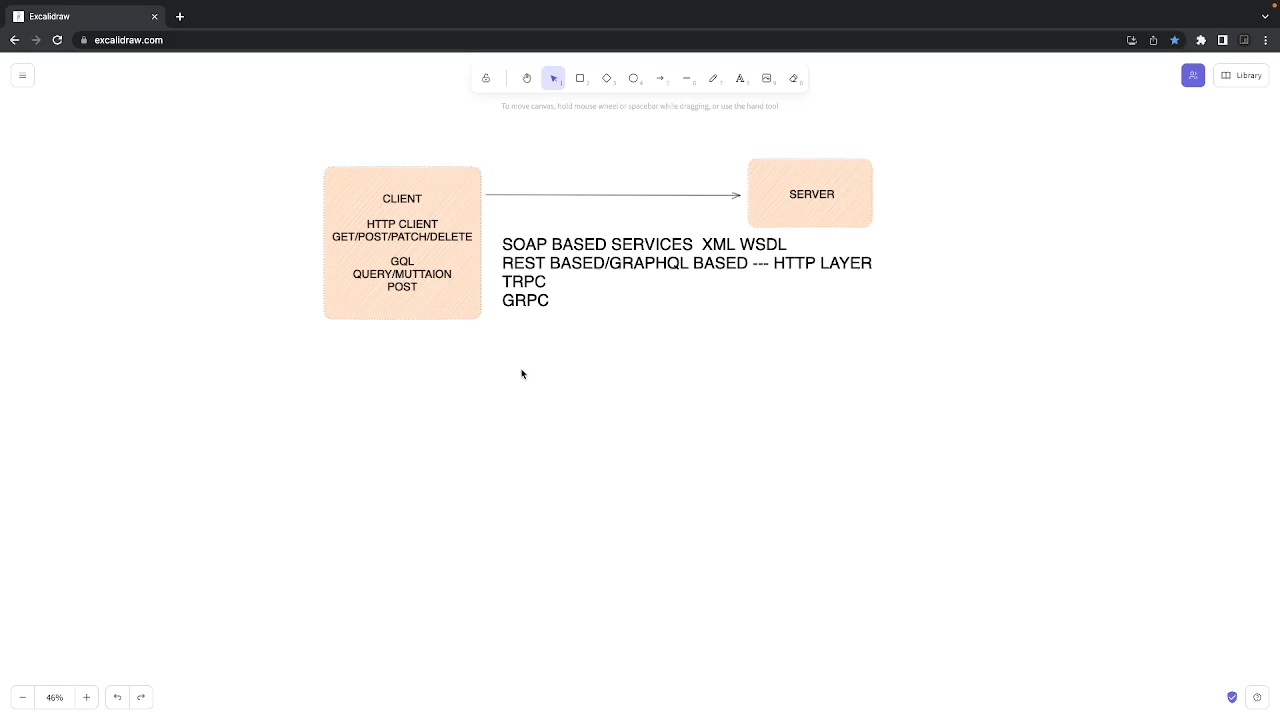 Excalidraw
excalidraw.com
Library
To move canvas, hold mouse wheel or spacebar while dragging, or use the hand tool
CLIENT
HTTP CLIENT
GET/POST/PATCH/DELETE
GQL
QUERY/MUTTAION
POST
SERVER
SOAP BASED SERVICES  XML WSDL
REST BASED/GRAPHQL BASED --- HTTP LAYER
TRPC
GRPC
46%